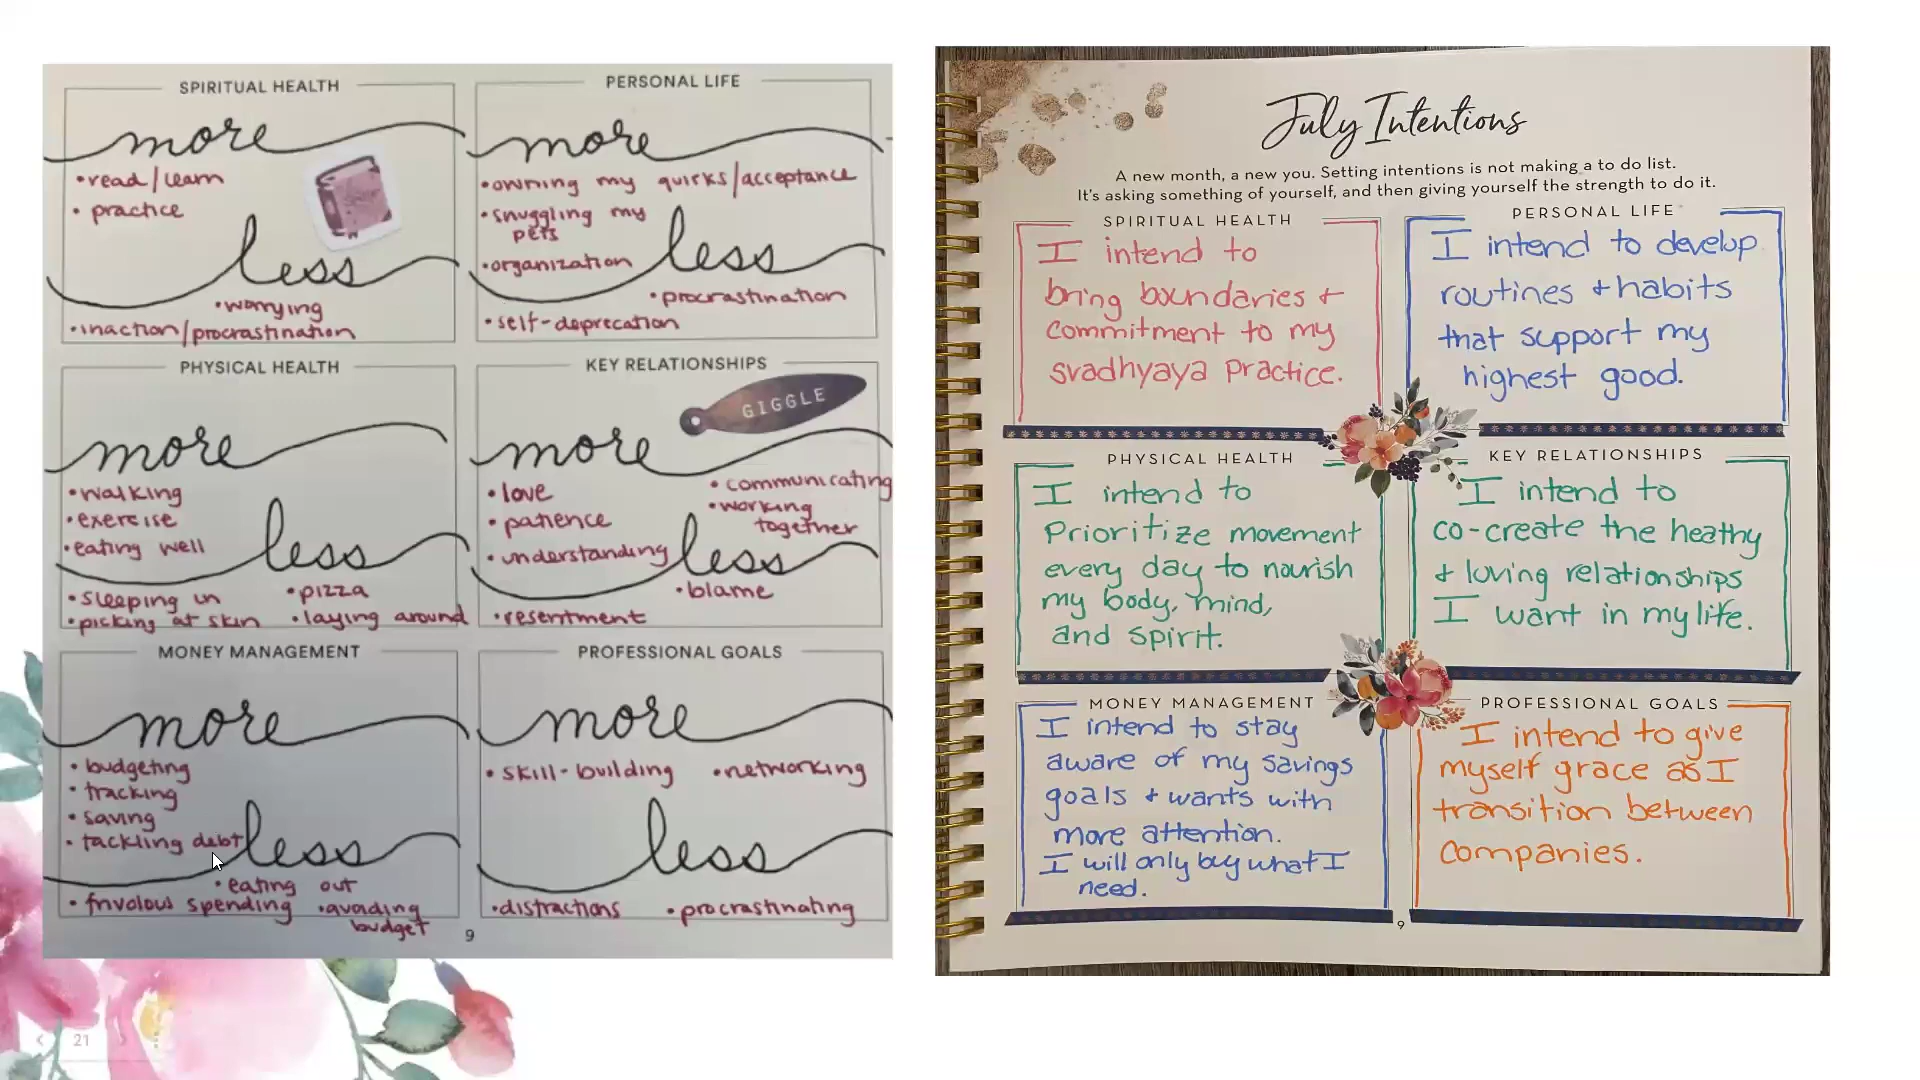 SPIRITUAL HEALTH
more
•read/learn
• practice
less
•worrying
•inaction/procrastination
PERSONAL LIFE
more
•owning my quirks/acceptance
•snuggling my
pets
•organization
less
•procrastination
•self-deprecation
PHYSICAL HEALTH
more
•walking
•exercise
•eating well
less
•sleeping in
•pizza
•picking at skin
•laying around
KEY RELATIONSHIPS
GIGGLE
more
• love
• patience
• understanding
• communicating
•working
together
less
•blame
•resentment
MONEY MANAGEMENT
more
• budgeting
• tracking
• saving
• tackling debt
less
•eating out
• frivolous spending
•avoiding
budget
PROFESSIONAL GOALS
more
• skill-building
•networking
less
•distractions
•procrastinating
9
July Intentions
A new month, a new you. Setting intentions is not making a to do list.
It's asking something of yourself, and then giving yourself the strength to do it.
SPIRITUAL HEALTH
I intend to
bring boundaries +
commitment to my
svadhyaya practice.
PERSONAL LIFE
I intend to develop
routines + habits
that support my
highest good.
PHYSICAL HEALTH
I intend to
Prioritize movement
every day to nourish
my body, mind,
and spirit.
KEY RELATIONSHIPS
I intend to
co-create the heathy
+ loving relationships
I want in my life.
MONEY MANAGEMENT
I intend to stay
aware of my savings
goals + wants with
more attention.
I will only buy what I
need.
PROFESSIONAL GOALS
I intend to give
myself grace as I
transition between
companies.
9
21